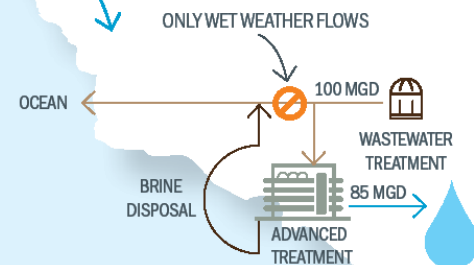 ONLY WET WEATHER FLOWS
100 MGD
OCEAN
WASTEWATER
TREATMENT
BRINE
DISPOSAL
85 MGD
ADVANCED
TREATMENT